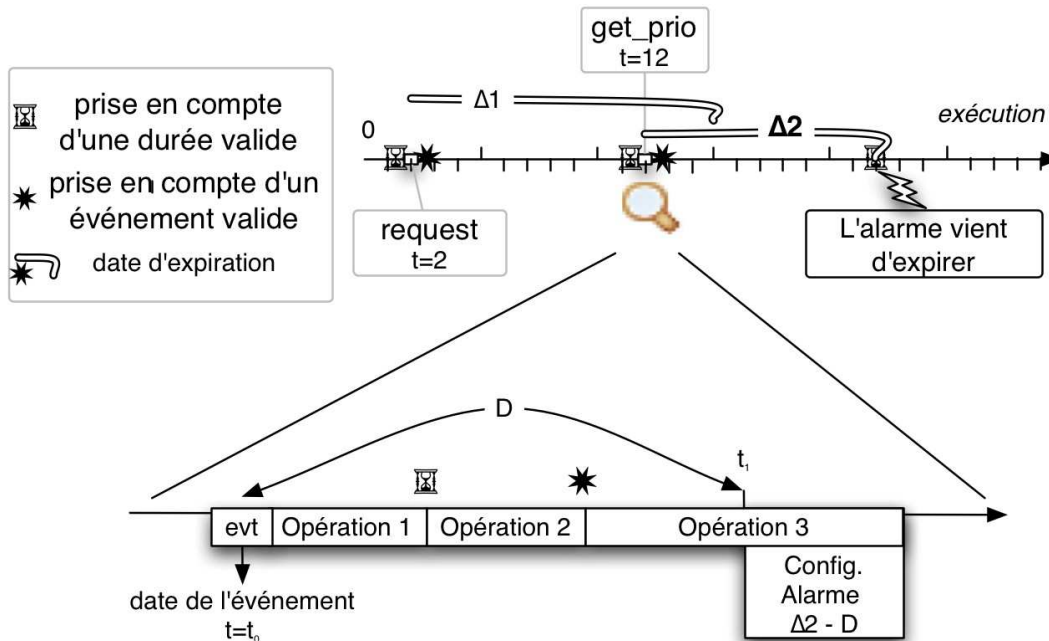 get_prio
t=12
prise en compte
d'une durée valide
prise en compte d'un
événement valide
date d'expiration
Δ1
0
Δ2
exécution
request
t=2
L'alarme vient
d'expirer
D
t₁
evt
Opération 1
Opération 2
Opération 3
Config.
Alarme
Δ2 - D
date de l'événement
t=t₀